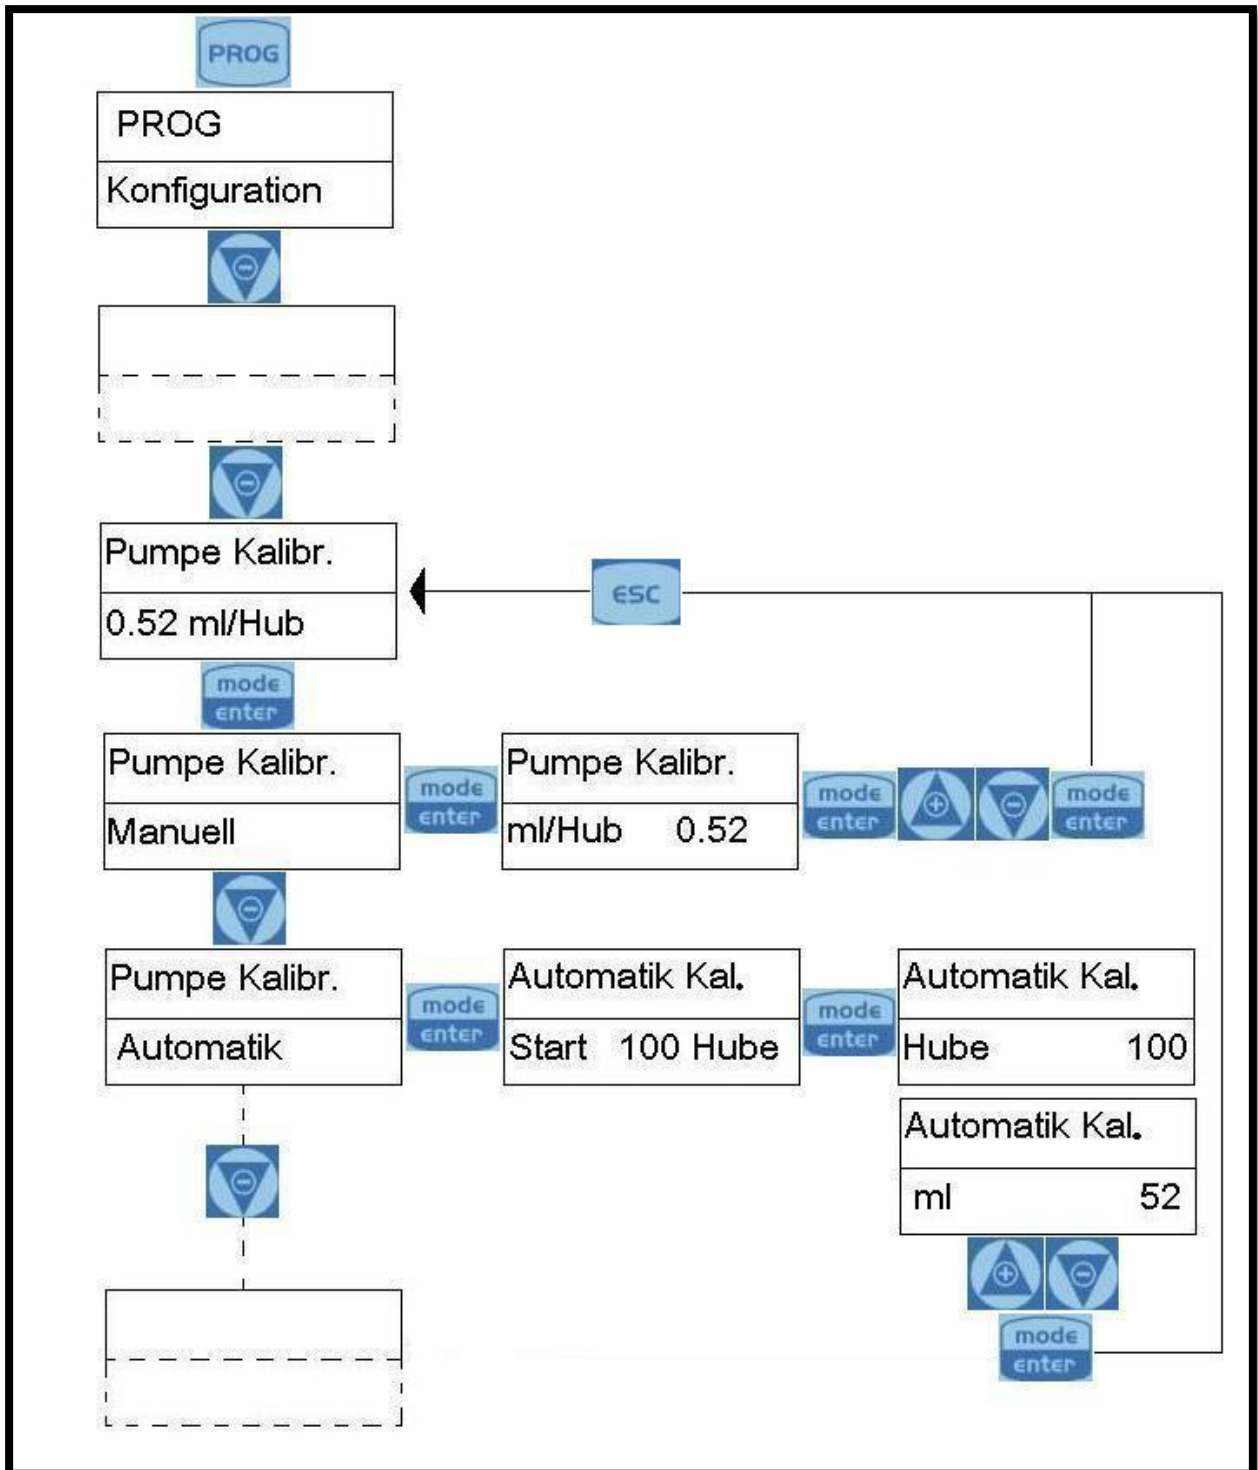 PROG
PROG
Konfiguration
Pumpe Kalibr.
0.52 ml/Hub
ESC
mode
enter
Pumpe Kalibr.
Manuell
mode
enter
Pumpe Kalibr.
ml/Hub 0.52
mode
enter
mode
enter
Pumpe Kalibr.
Automatik
mode
enter
Automatik Kal.
Start 100 Hube
mode
enter
Automatik Kal.
Hube 100
Automatik Kal.
ml 52
mode
enter